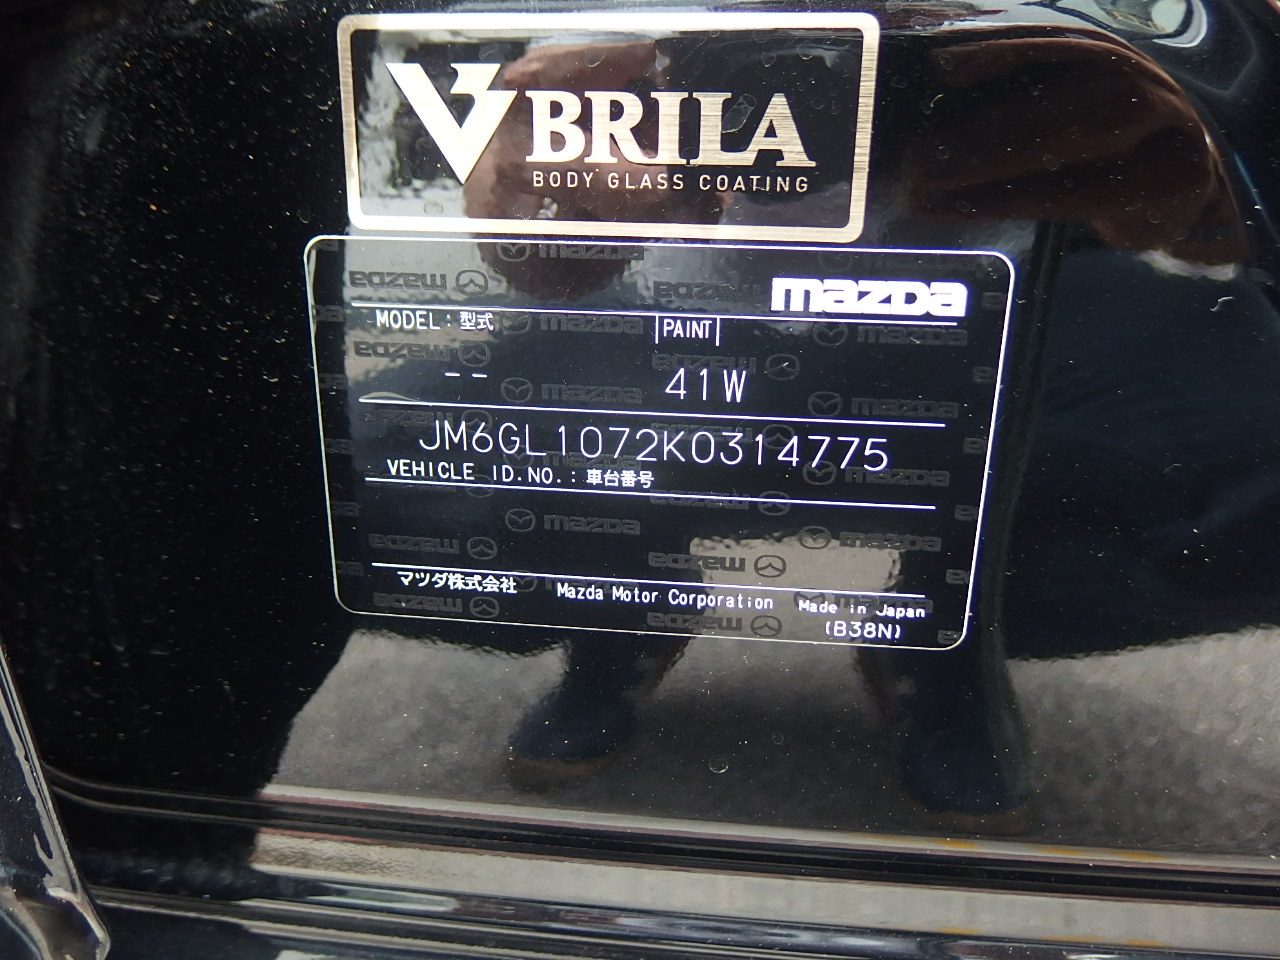 BRILA
BODY GLASS COATING
mazda
MODEL : 型式
PAINT
-- 41W
JM6GL1072K0314775
VEHICLE ID.NO. : 車台番号
マツダ株式会社 Mazda Motor Corporation Made in Japan
(B38N)